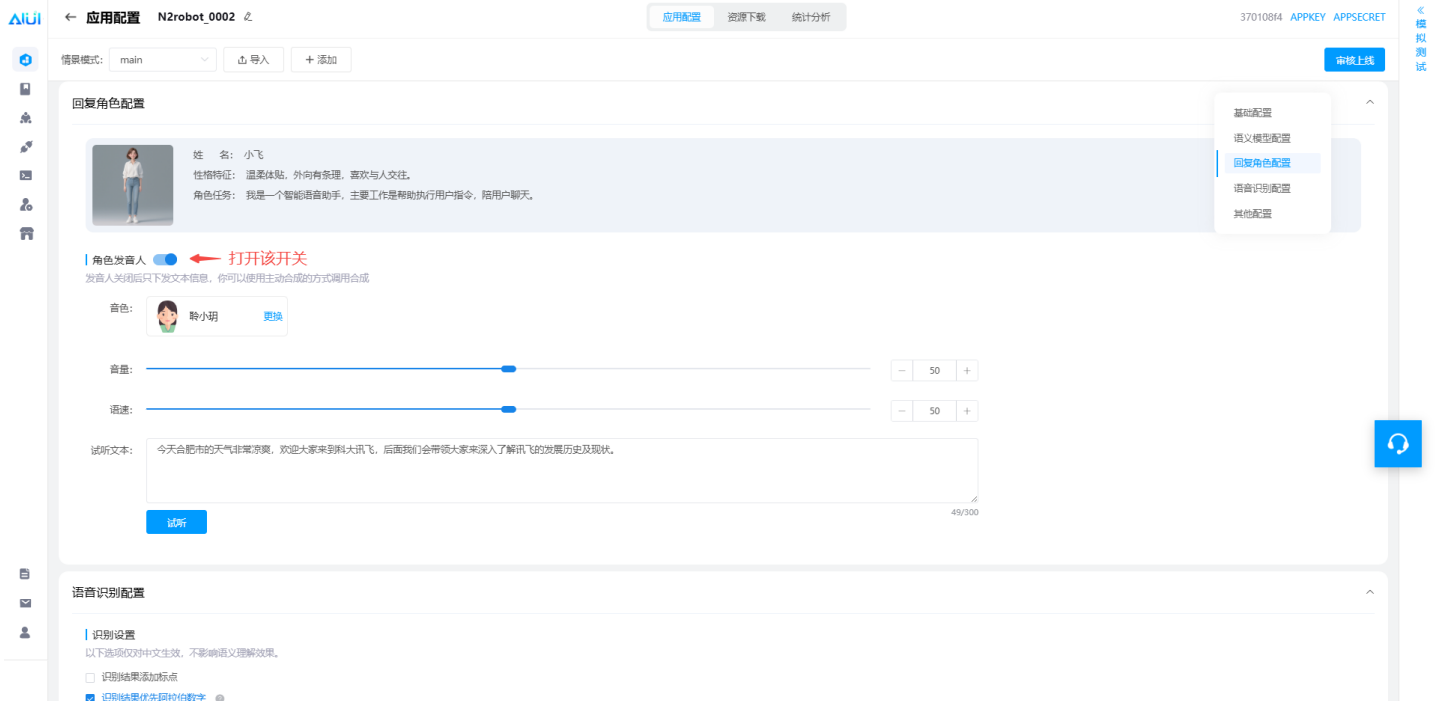 AIUI
应用配置 N2robot_0002
应用配置 资源下载 统计分析
370108f4 APPKEY APPSECRET
模拟测试
情景模式: main
导入
添加
审核上线
回复角色配置
基础配置
语义模型配置
回复角色配置
语音识别配置
其他配置
姓 名: 小飞
性格特征: 温柔体贴，外向有条理，喜欢与人交往。
角色任务: 我是一个智能语音助手，主要工作是帮助执行用户指令，陪用户聊天。
角色发音人 打开该开关
发音人关闭后只下发文本信息，你可以使用主动合成的方式调用合成
音色: 聆小玥 更换
音量: 50
语速: 50
试听文本: 今天合肥市的天气非常凉爽，欢迎大家来到科大讯飞，后面我们会带领大家来深入了解讯飞的发展历史及现状。
49/300
试听
语音识别配置
识别设置
以下选项仅对中文生效，不影响语义理解效果。
识别结果添加标点
识别结果优先阿拉伯数字